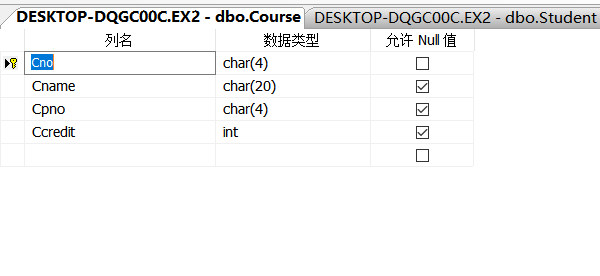 DESKTOP-DQGC00C.EX2 - dbo.Course DESKTOP-DQGC00C.EX2 - dbo.Student
列名 数据类型 允许 Null 值
Cno char(4)
Cname char(20)
Cpno char(4)
Ccredit int